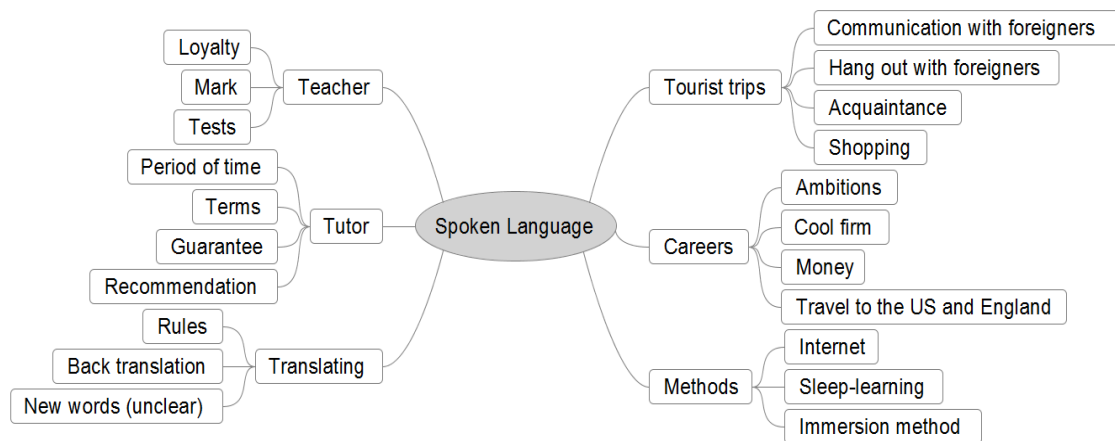 Spoken Language
Teacher
Loyalty
Mark
Tests
Tutor
Period of time
Terms
Guarantee
Recommendation
Translating
Rules
Back translation
New words (unclear)
Tourist trips
Communication with foreigners
Hang out with foreigners
Acquaintance
Shopping
Careers
Ambitions
Cool firm
Money
Travel to the US and England
Methods
Internet
Sleep-learning
Immersion method